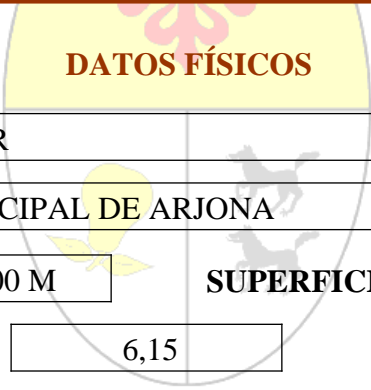 DATOS FÍSICOS
R
CIPAL DE ARJONA
00 M SUPERFICI
6,15